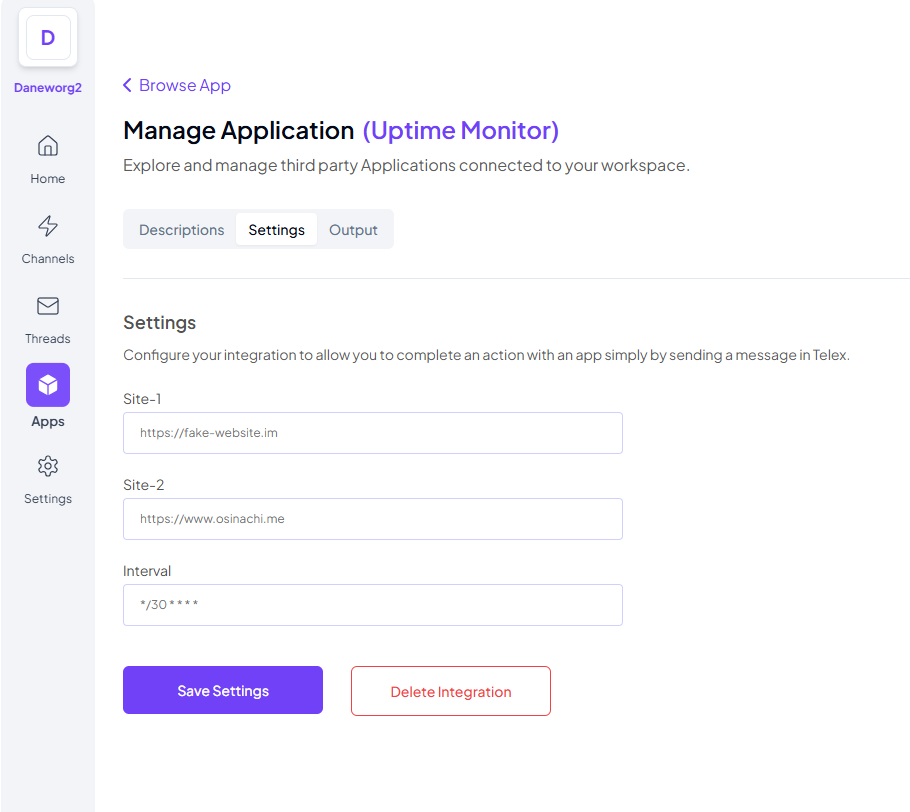 D
Daneworg2
Home
Channels
Threads
Apps
Settings
Browse App
Manage Application (Uptime Monitor)
Explore and manage third party Applications connected to your workspace.
Descriptions Settings Output
Settings
Configure your integration to allow you to complete an action with an app simply by sending a message in Telex.
Site-1
https://fake-website.im
Site-2
https://www.osinachi.me
Interval
*/30 * * * *
Save Settings Delete Integration